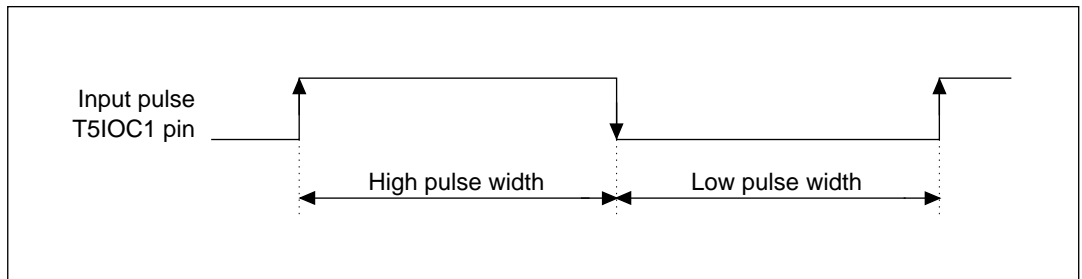 Input pulse
T5IOC1 pin
High pulse width
Low pulse width